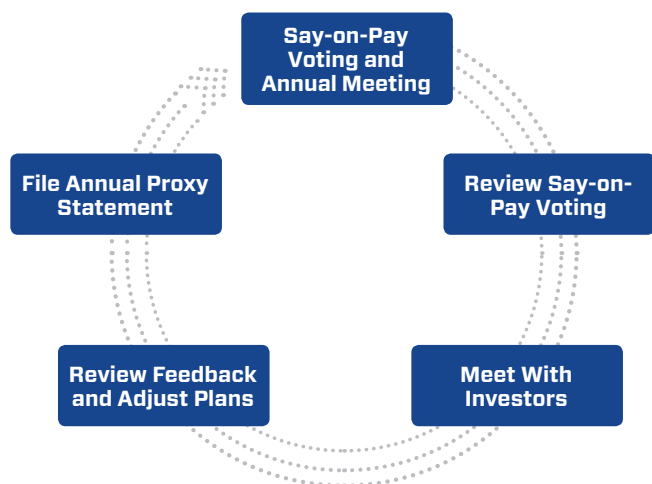 Say-on-Pay
Voting and
Annual Meeting
Review Say-on-
Pay Voting
Meet With
Investors
Review Feedback
and Adjust Plans
File Annual Proxy
Statement